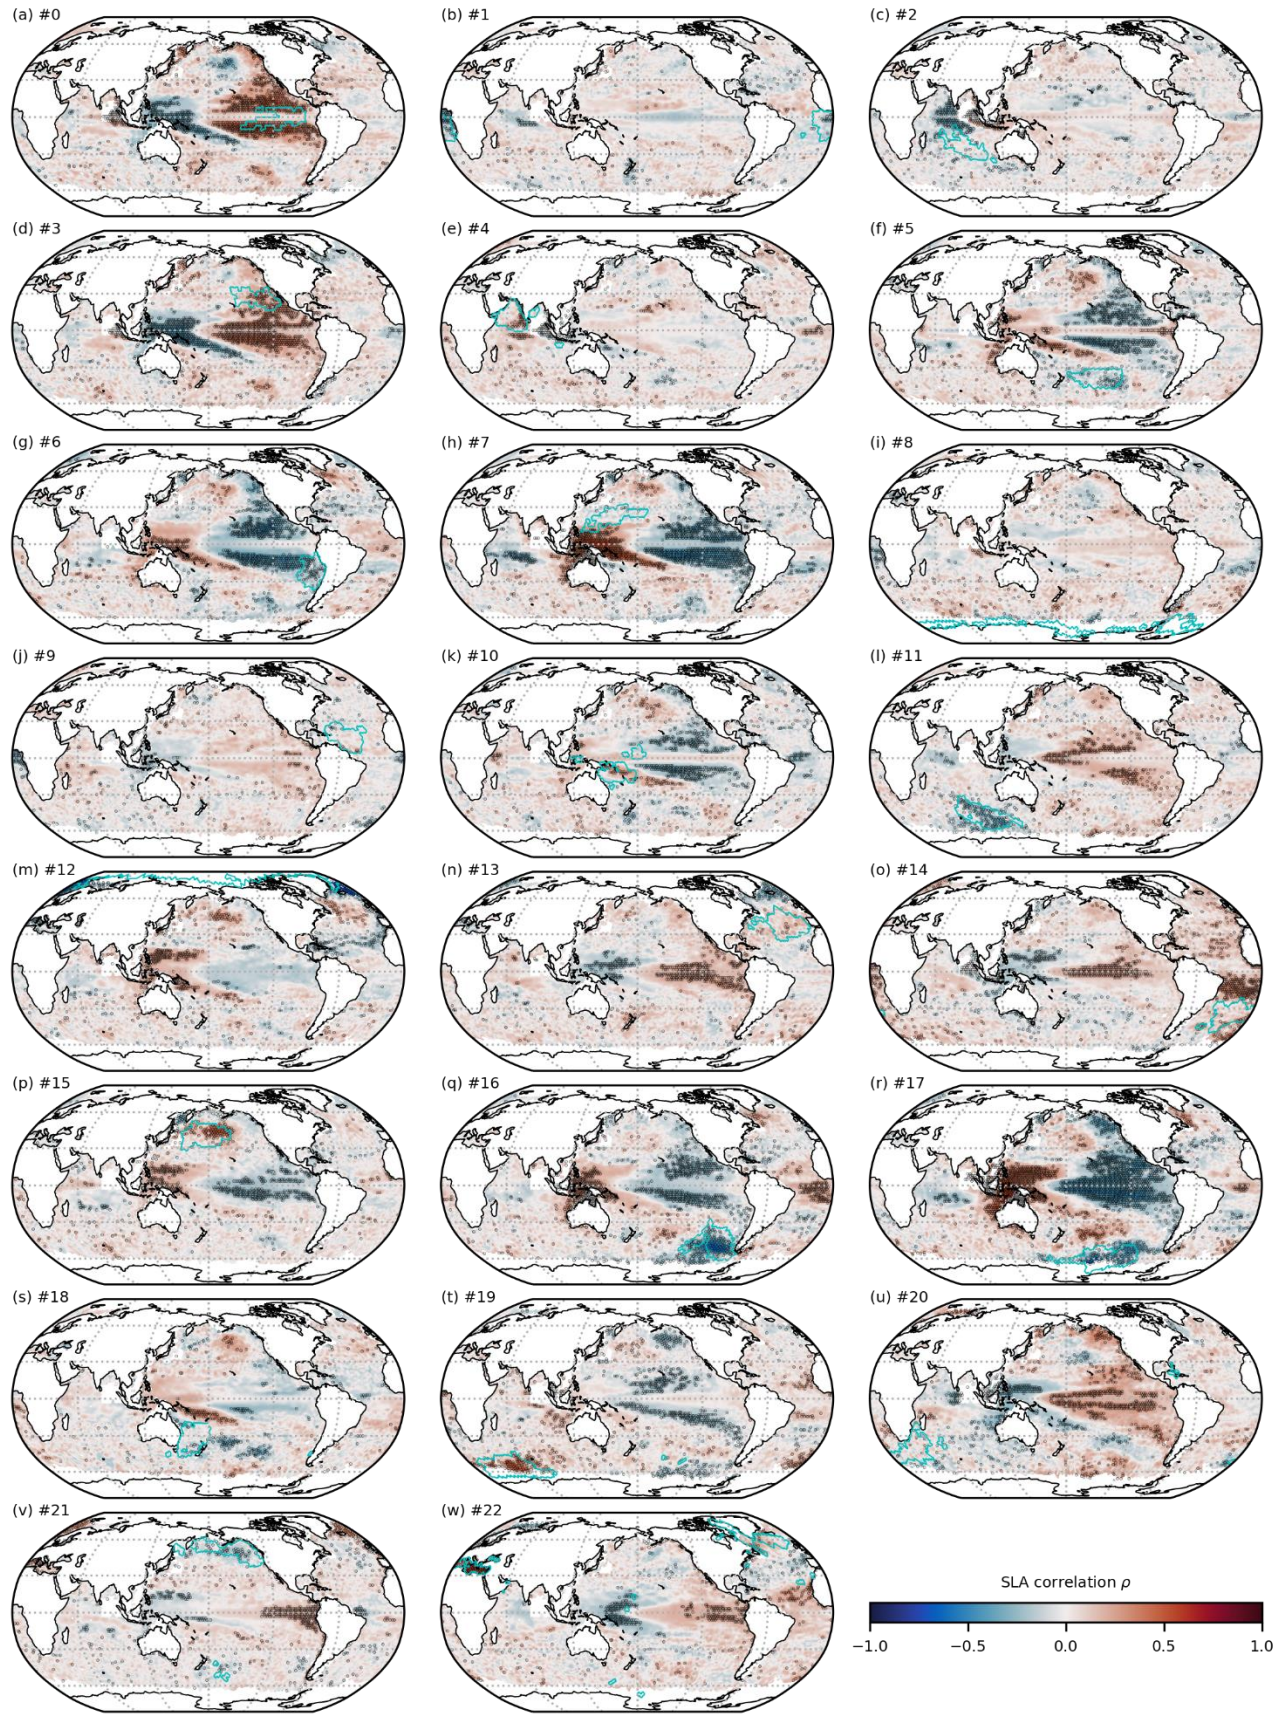 (a) #0
(b) #1
(c) #2
(d) #3
(e) #4
(f) #5
(g) #6
(h) #7
(i) #8
(j) #9
(k) #10
(l) #11
(m) #12
(n) #13
(o) #14
(p) #15
(q) #16
(r) #17
(s) #18
(t) #19
(u) #20
(v) #21
(w) #22
SLA correlation ρ
−1.0 −0.5 0.0 0.5 1.0